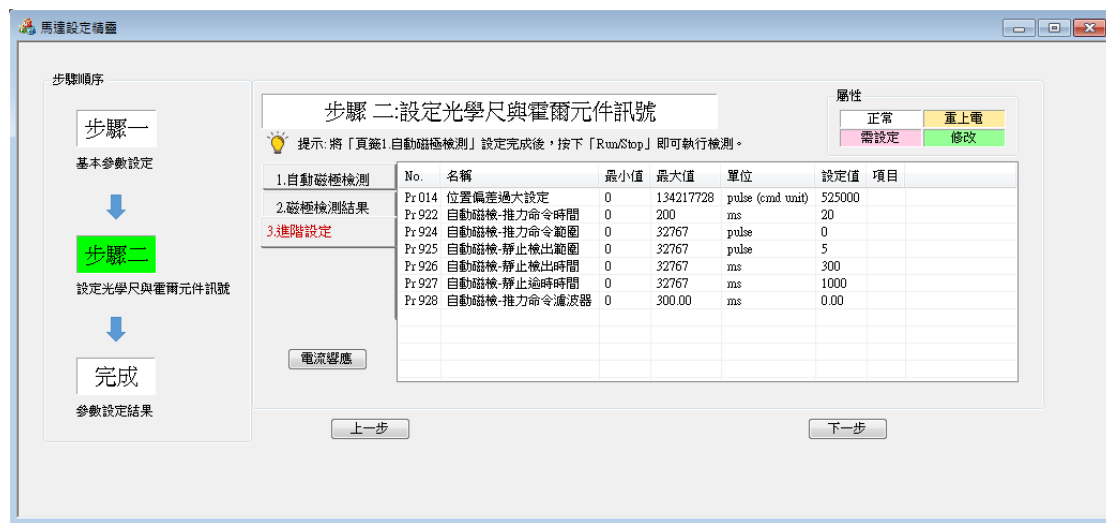 馬達設定精靈
步驟順序
步驟一
基本參數設定
步驟二
設定光學尺與霍爾元件訊號
完成
參數設定結果
步驟 二:設定光學尺與霍爾元件訊號
提示: 將「頁籤1.自動磁極檢測」設定完成後，按下「Run/Stop」即可執行檢測。
屬性
正常 重上電
需設定 修改
1.自動磁極檢測
2.磁極檢測結果
3.進階設定
電流響應
No. 名稱 最小值 最大值 單位 設定值 項目
Pr 014 位置偏差過大設定 0 134217728 pulse (cmd unit) 525000
Pr 922 自動磁檢-推力命令時間 0 200 ms 20
Pr 924 自動磁檢-推力命令範圍 0 32767 pulse 0
Pr 925 自動磁檢-靜止檢出範圍 0 32767 pulse 5
Pr 926 自動磁檢-靜止檢出時間 0 32767 ms 300
Pr 927 自動磁檢-靜止逾時時間 0 32767 ms 1000
Pr 928 自動磁檢-推力命令濾波器 0 300.00 ms 0.00
上一步 下一步